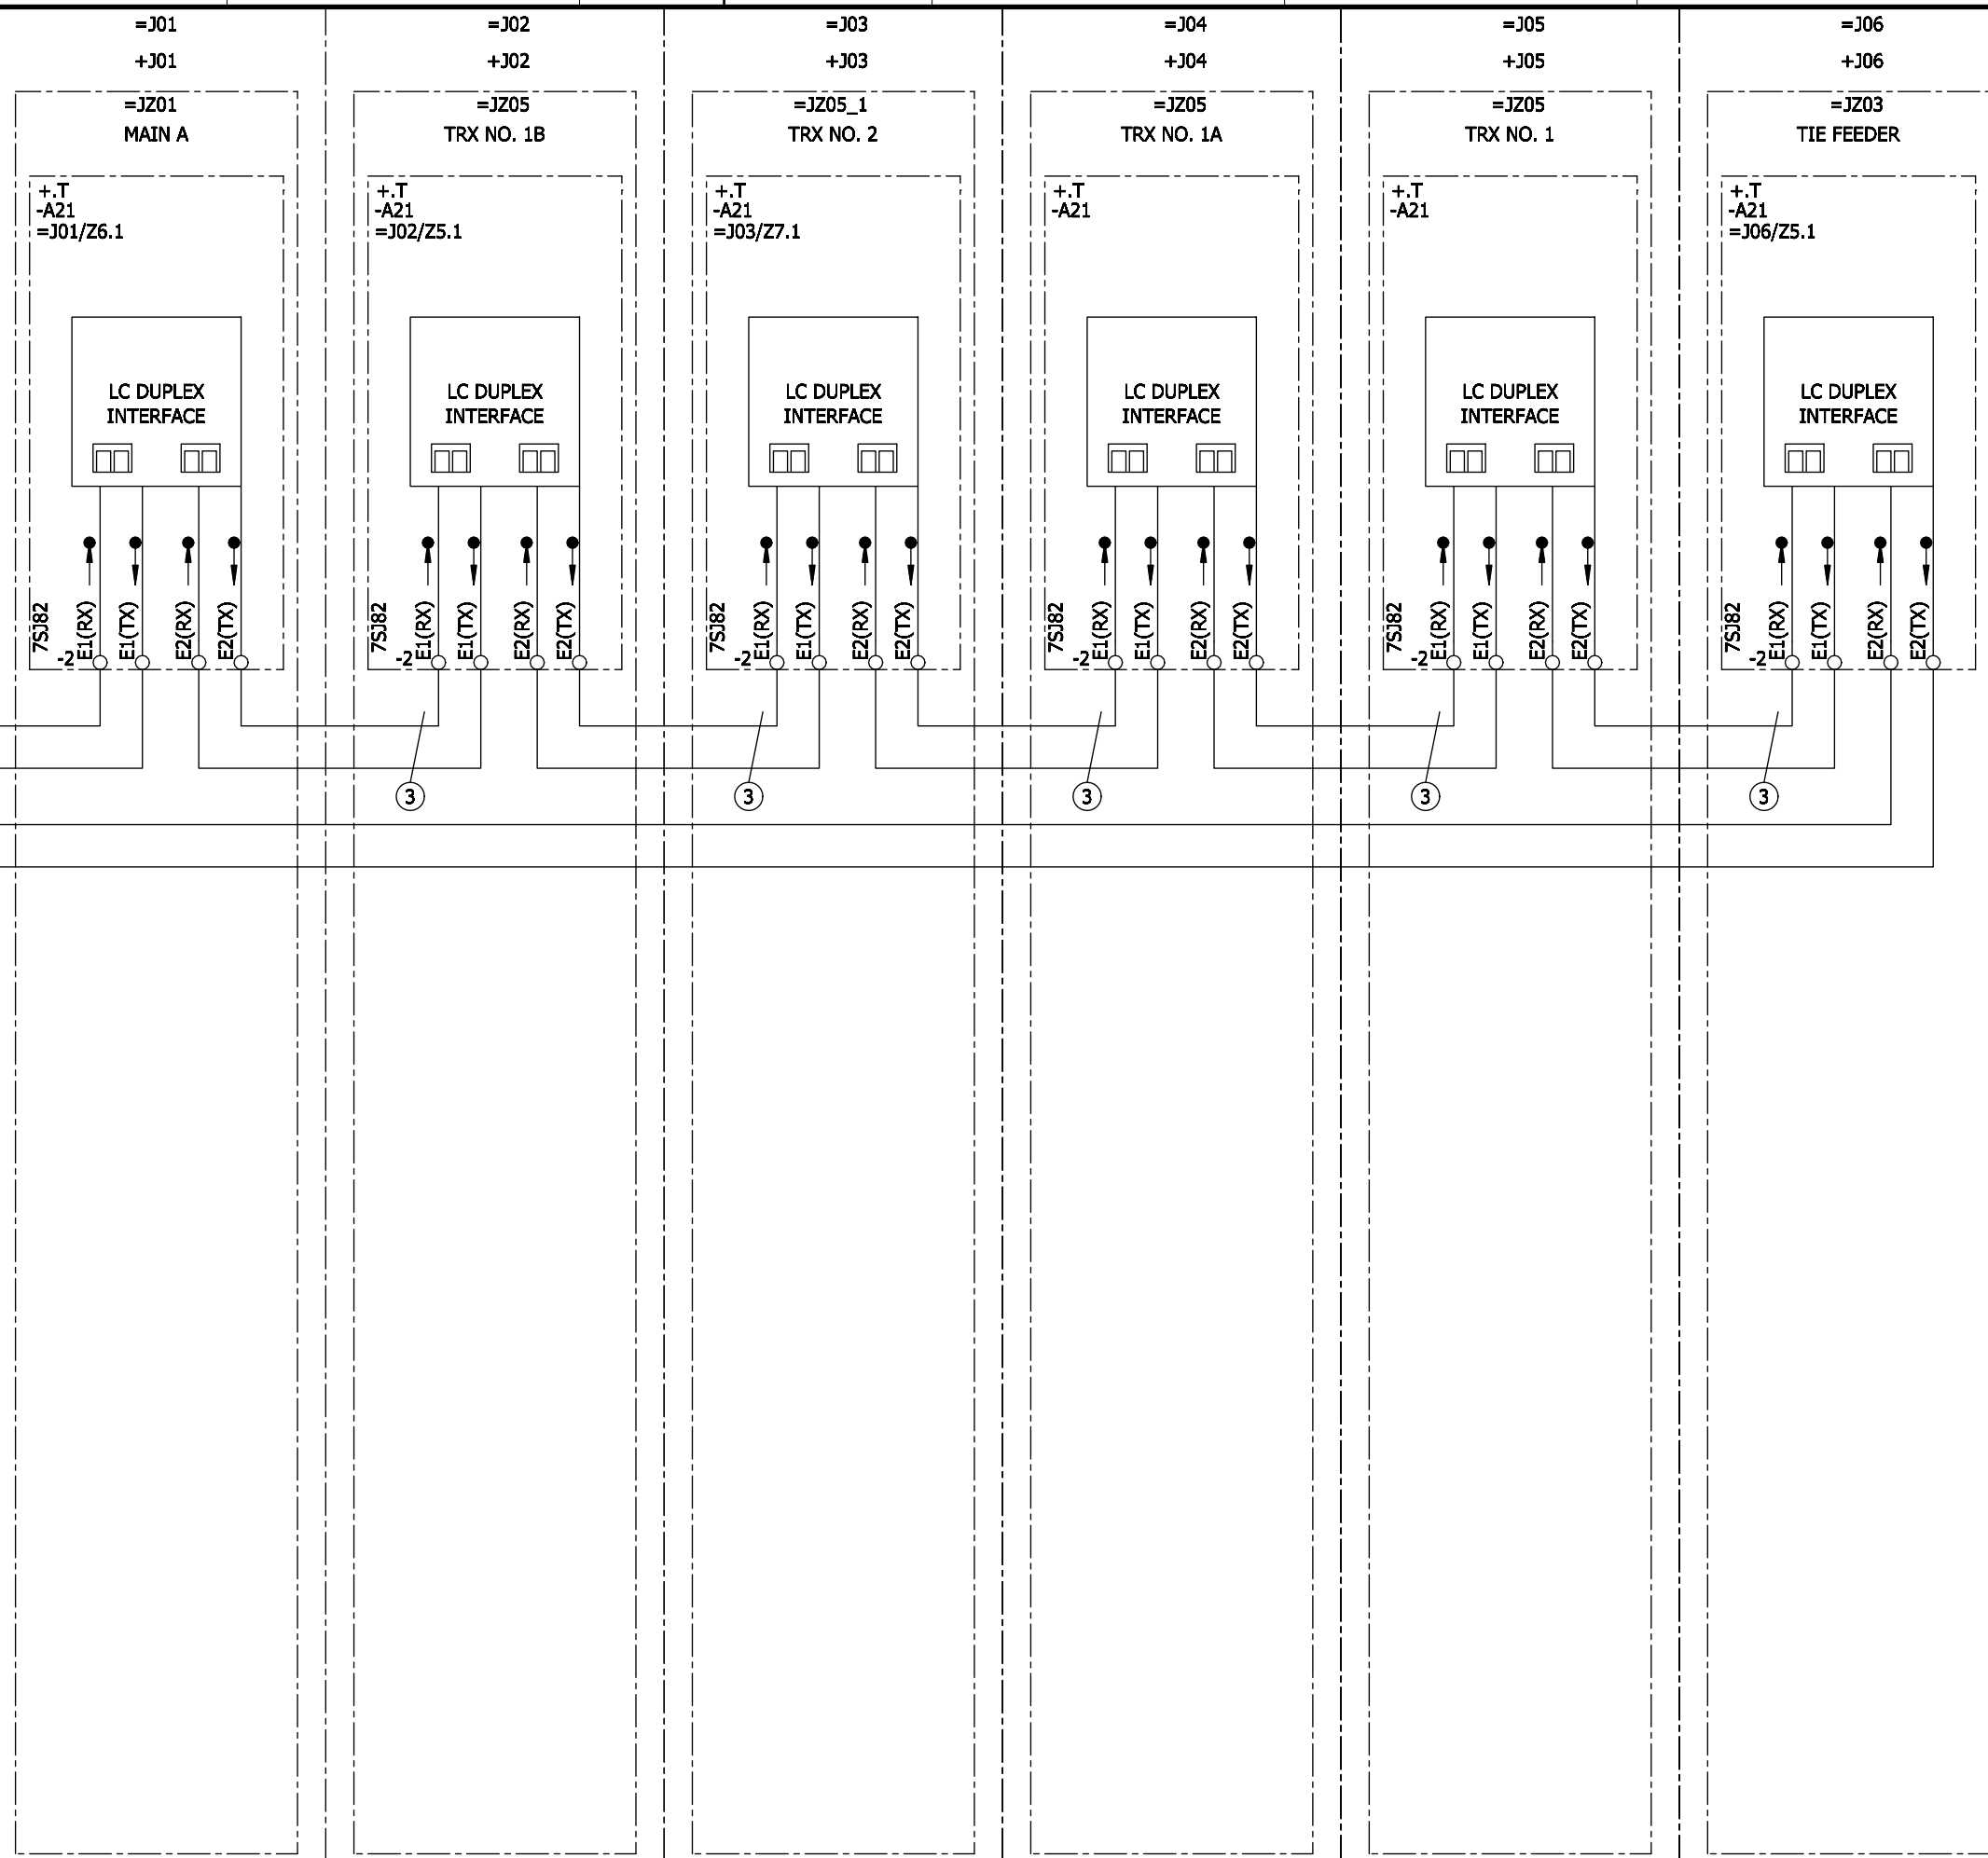 =J01
+J01
=JZ01
MAIN A
+.T
-A21
=J01/Z6.1
LC DUPLEX
INTERFACE
7SJ82
-2
E1(RX)
E1(TX)
E2(RX)
E2(TX)
=J02
+J02
=JZ05
TRX NO. 1B
+.T
-A21
=J02/Z5.1
LC DUPLEX
INTERFACE
7SJ82
-2
E1(RX)
E1(TX)
E2(RX)
E2(TX)
3
=J03
+J03
=JZ05_1
TRX NO. 2
+.T
-A21
=J03/Z7.1
LC DUPLEX
INTERFACE
7SJ82
-2
E1(RX)
E1(TX)
E2(RX)
E2(TX)
3
=J04
+J04
=JZ05
TRX NO. 1A
+.T
-A21
LC DUPLEX
INTERFACE
7SJ82
-2
E1(RX)
E1(TX)
E2(RX)
E2(TX)
3
=J05
+J05
=JZ05
TRX NO. 1
+.T
-A21
LC DUPLEX
INTERFACE
7SJ82
-2
E1(RX)
E1(TX)
E2(RX)
E2(TX)
3
=J06
+J06
=JZ03
TIE FEEDER
+.T
-A21
=J06/Z5.1
LC DUPLEX
INTERFACE
7SJ82
-2
E1(RX)
E1(TX)
E2(RX)
E2(TX)
3